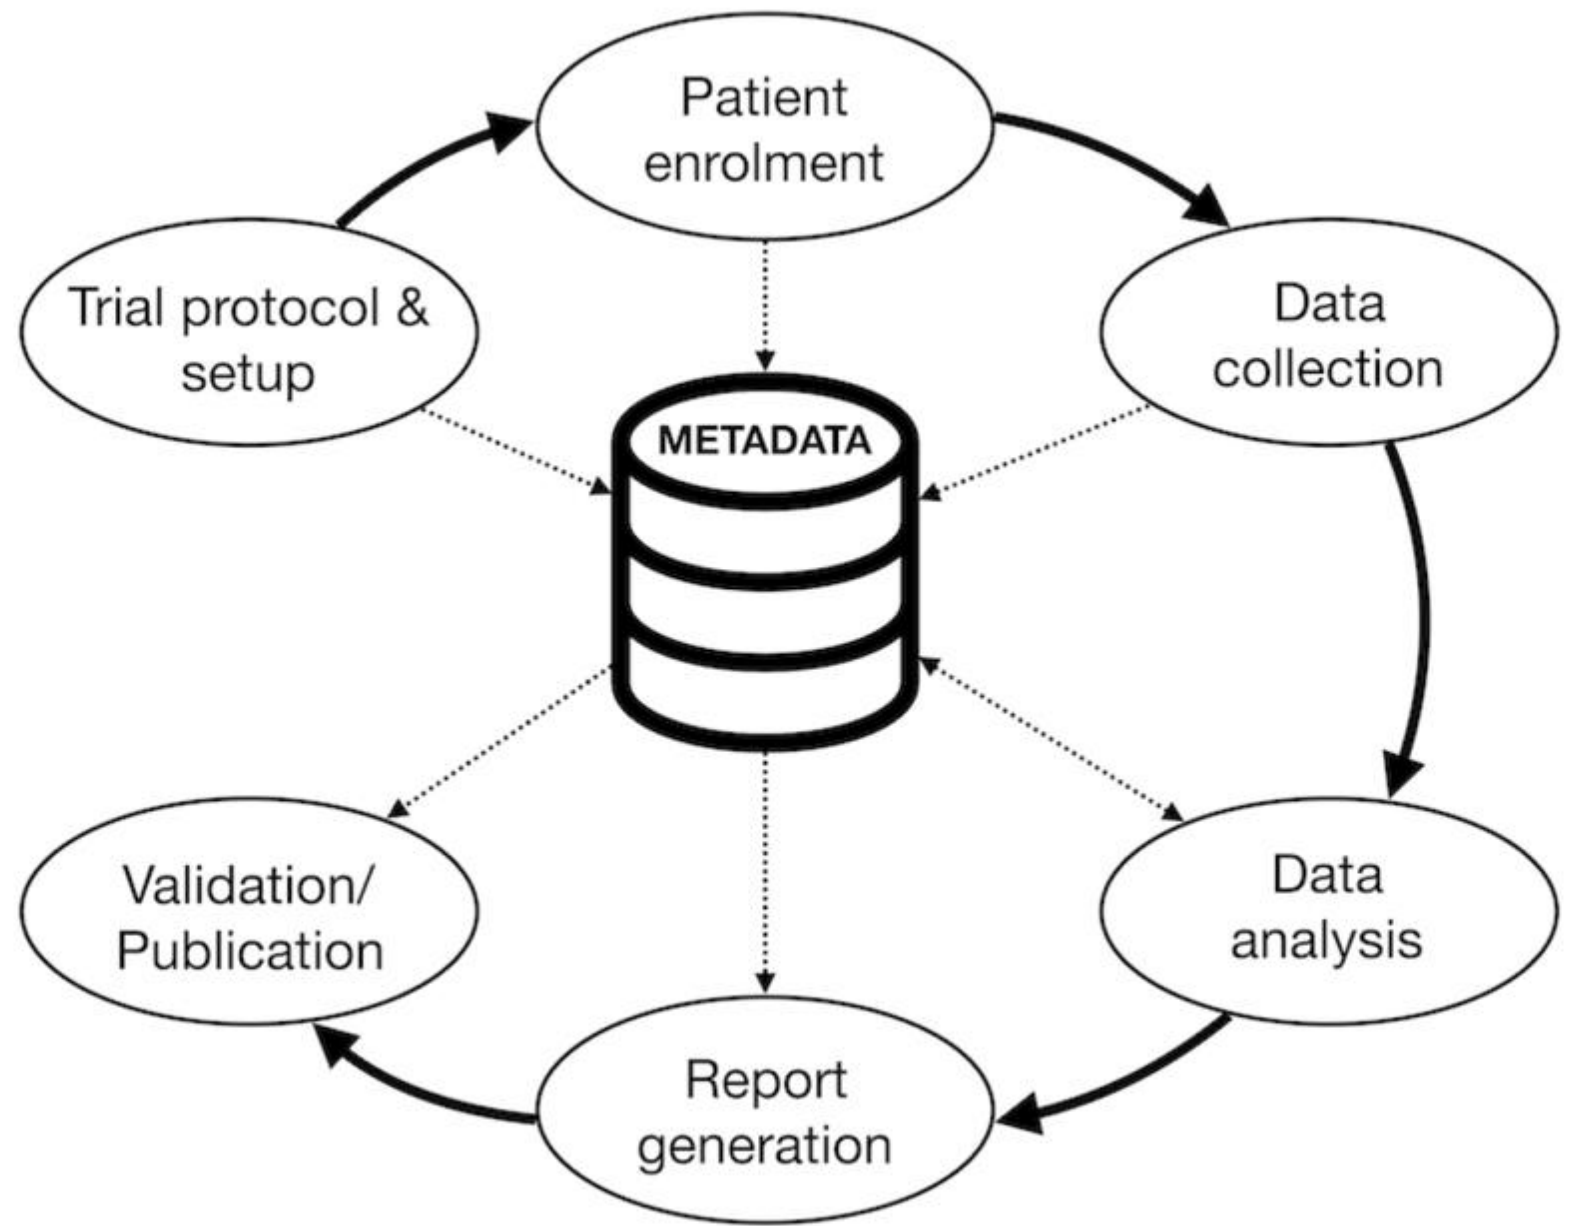 Patient
enrolment
Trial protocol &
setup
Data
collection
METADATA
Validation/
Publication
Data
analysis
Report
generation